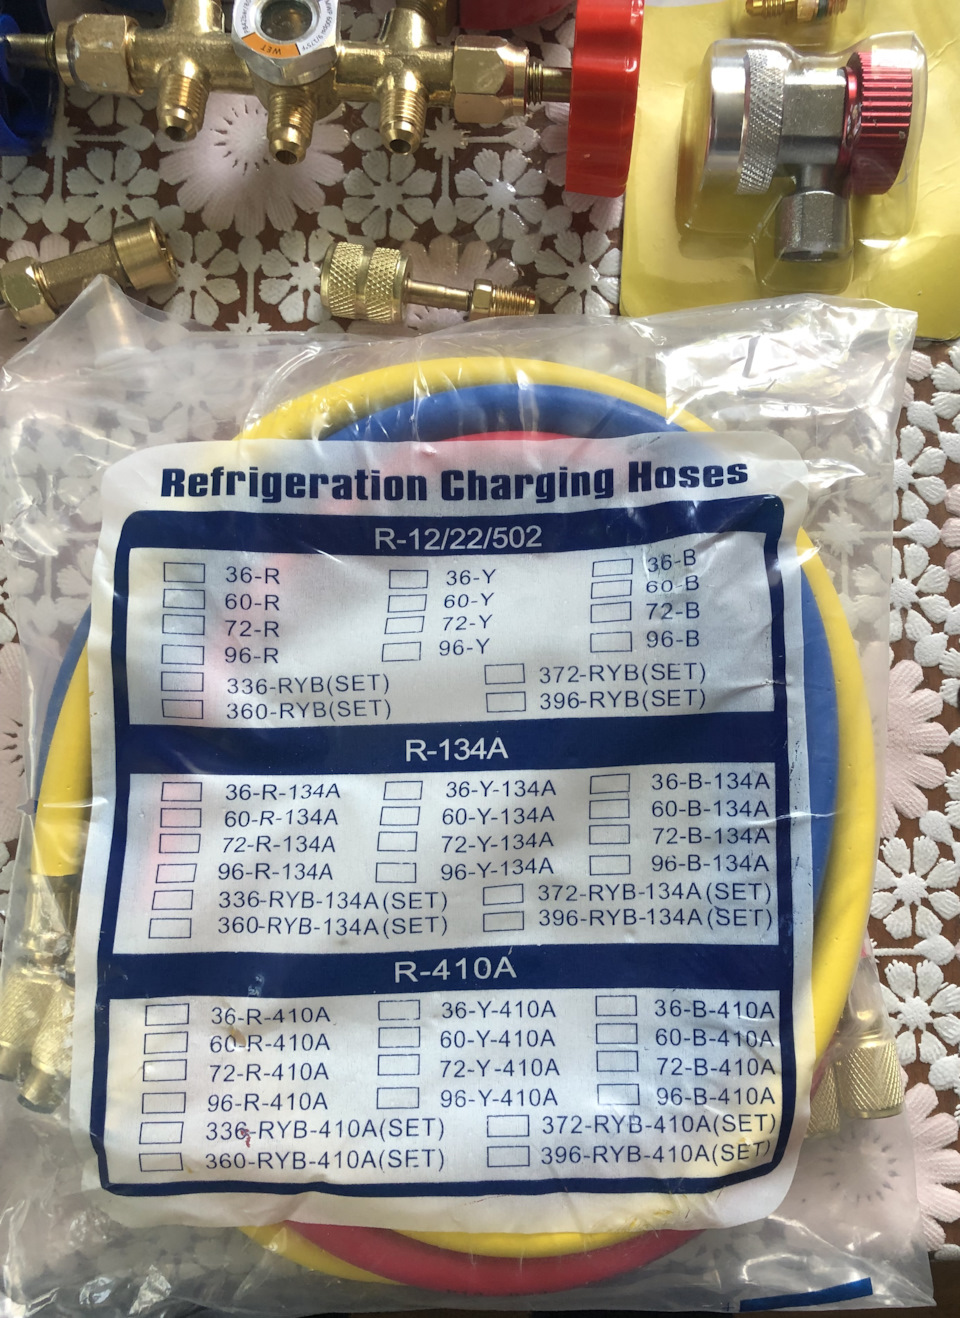 WET
Refrigeration Charging Hoses
R-12/22/502
36-R 36-Y 36-B
60-R 60-Y 60-B
72-R 72-Y 72-B
96-R 96-Y 96-B
336-RYB(SET) 372-RYB(SET)
360-RYB(SET) 396-RYB(SET)
R-134A
36-R-134A 36-Y-134A 36-B-134A
60-R-134A 60-Y-134A 60-B-134A
72-R-134A 72-Y-134A 72-B-134A
96-R-134A 96-Y-134A 96-B-134A
336-RYB-134A(SET) 372-RYB-134A(SET)
360-RYB-134A(SET) 396-RYB-134A(SET)
R-410A
36-R-410A 36-Y-410A 36-B-410A
60-R-410A 60-Y-410A 60-B-410A
72-R-410A 72-Y-410A 72-B-410A
96-R-410A 96-Y-410A 96-B-410A
336-RYB-410A(SET) 372-RYB-410A(SET)
360-RYB-410A(SET) 396-RYB-410A(SET)